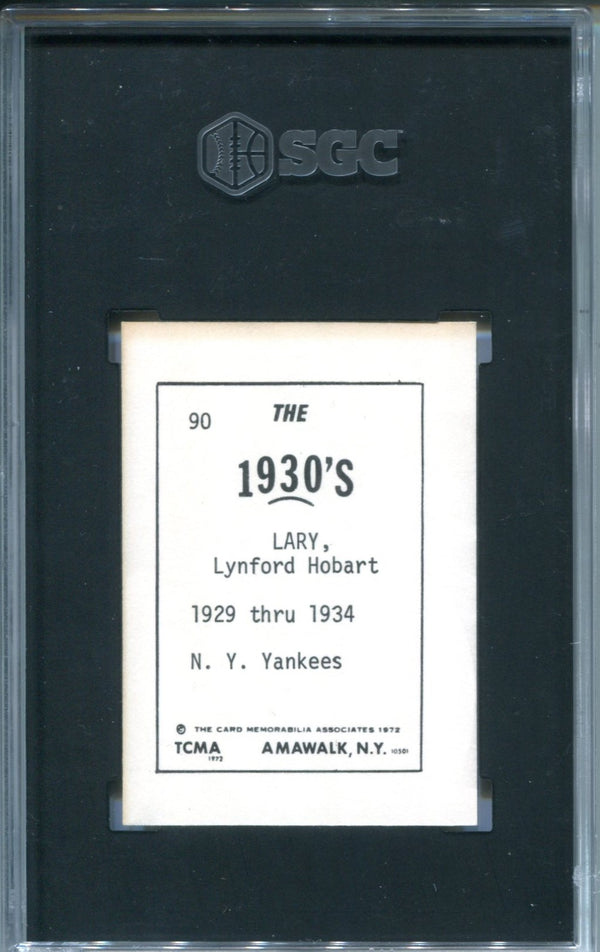 SGC
90 THE
1930'S
LARY,
Lynford Hobart
1929 thru 1934
N. Y. Yankees
© THE CARD MEMORABILIA ASSOCIATES 1972
TCMA AMAWALK, N.Y. 10501
1972